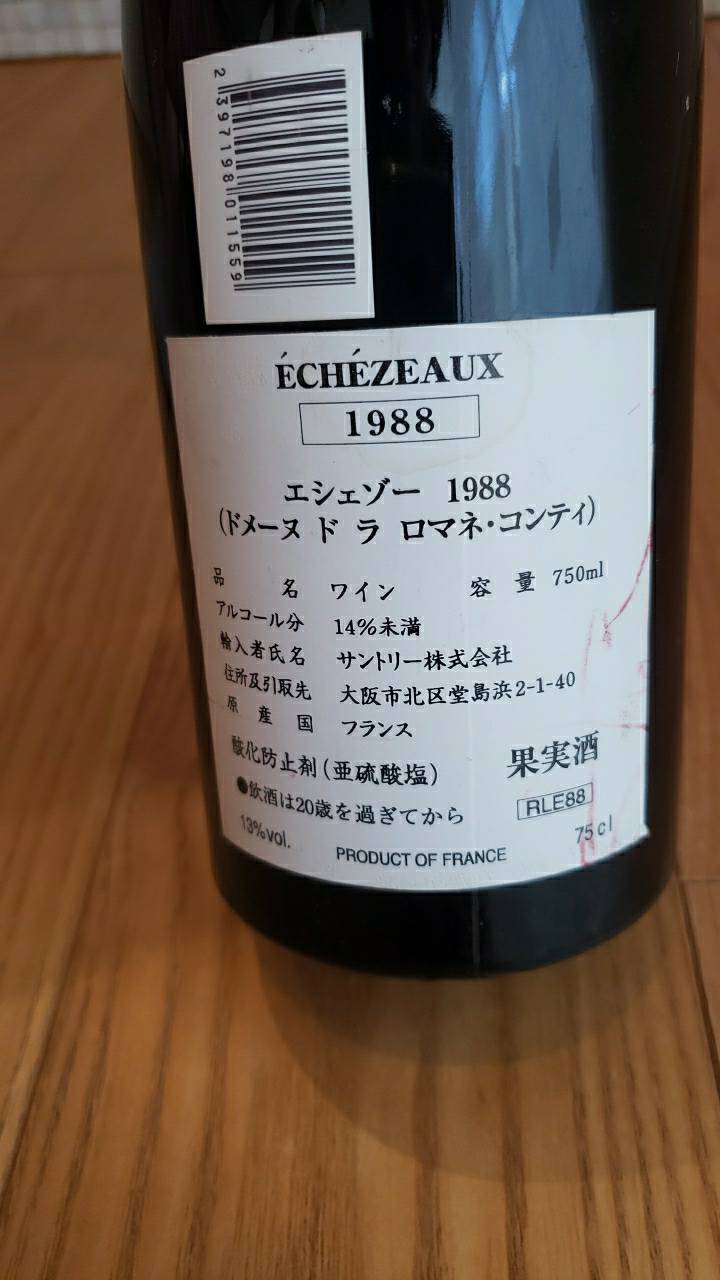 2 397198 011559
ÉCHÉZEAUX
1988
エシェゾー 1988
(ドメーヌ ド ラ ロマネ・コンティ)
品名 ワイン 容量 750ml
アルコール分 14%未満
輸入者氏名 サントリー株式会社
住所及引取先 大阪市北区堂島浜2-1-40
原産国 フランス
酸化防止剤(亜硫酸塩) 果実酒
●飲酒は20歳を過ぎてから RLE88
13%vol. PRODUCT OF FRANCE 75cl